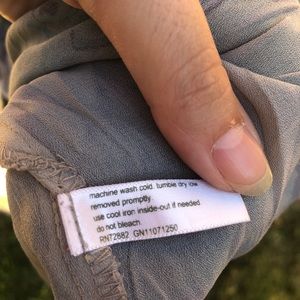 machine wash cold. tumble dry low
removed promptly.
use cool iron inside-out if needed
do not bleach
RN72882 GN11071250